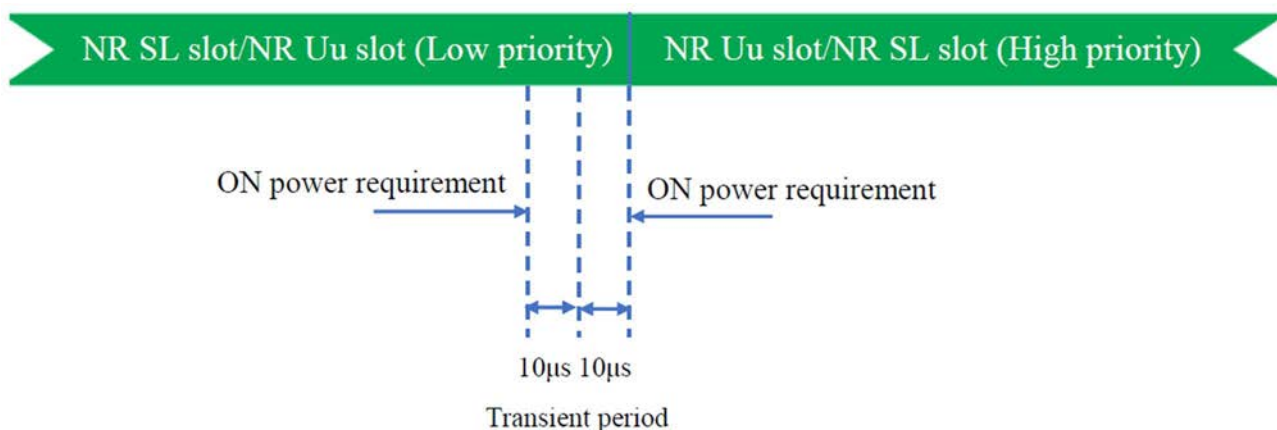 NR SL slot/NR Uu slot (Low priority) NR Uu slot/NR SL slot (High priority)
ON power requirement ON power requirement
10μs 10μs
Transient period